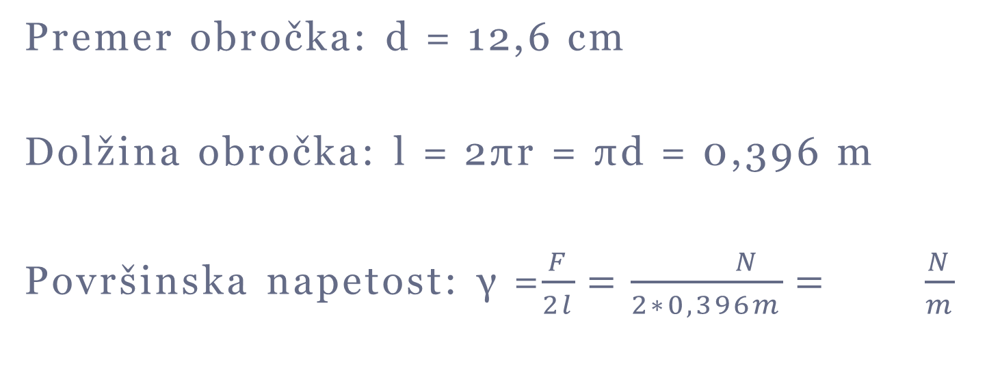 Premer obročka: d = 12,6 cm
Dolžina obročka: l = 2πr = πd = 0,396 m
Površinska napetost: γ = F/2l = N/2*0,396m = N/m